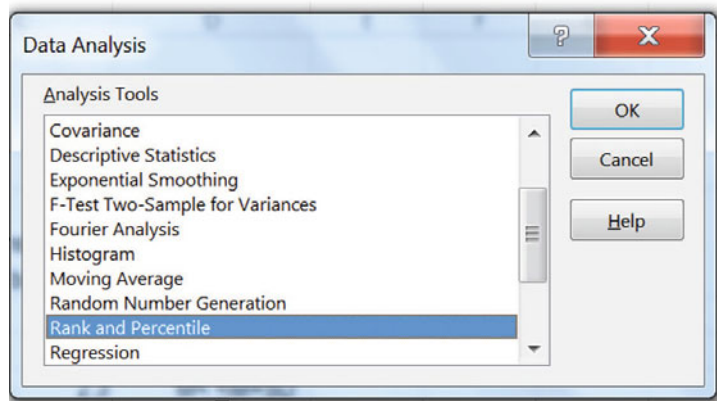 Data Analysis
?
X
Analysis Tools
Covariance
Descriptive Statistics
Exponential Smoothing
F-Test Two-Sample for Variances
Fourier Analysis
Histogram
Moving Average
Random Number Generation
Rank and Percentile
Regression
OK
Cancel
Help